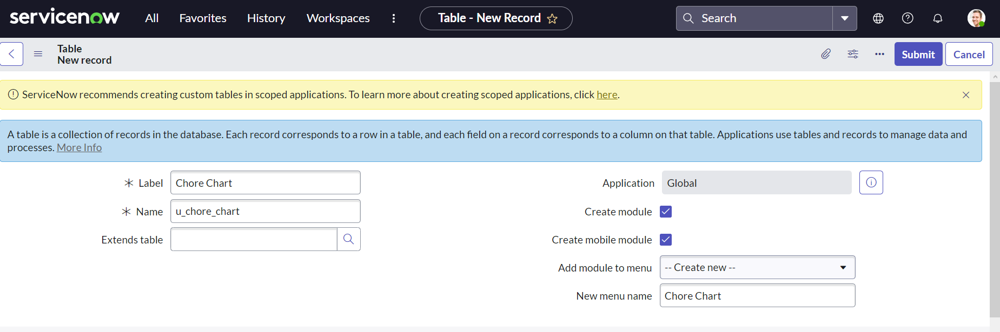 servicenow All Favorites History Workspaces Table - New Record Search
Table
New record
Submit Cancel
ServiceNow recommends creating custom tables in scoped applications. To learn more about creating scoped applications, click here.
A table is a collection of records in the database. Each record corresponds to a row in a table, and each field on a record corresponds to a column on that table. Applications use tables and records to manage data and
processes. More Info
Label Chore Chart
Name u_chore_chart
Extends table
Application Global
Create module
Create mobile module
Add module to menu -- Create new --
New menu name Chore Chart